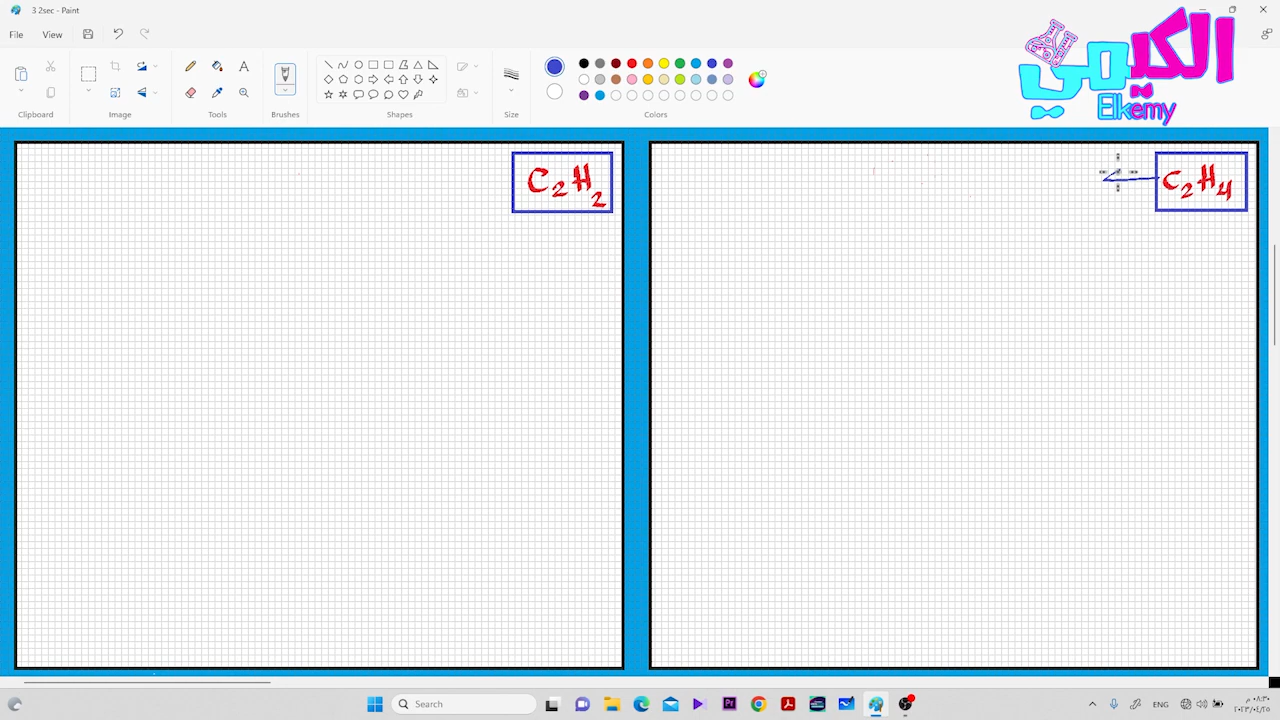 3 2sec - Paint
File View
Clipboard Image Tools Brushes Shapes Size Colors
الكيمي
Elkemy
C₂H₂
C₂H₄
Search
ENG